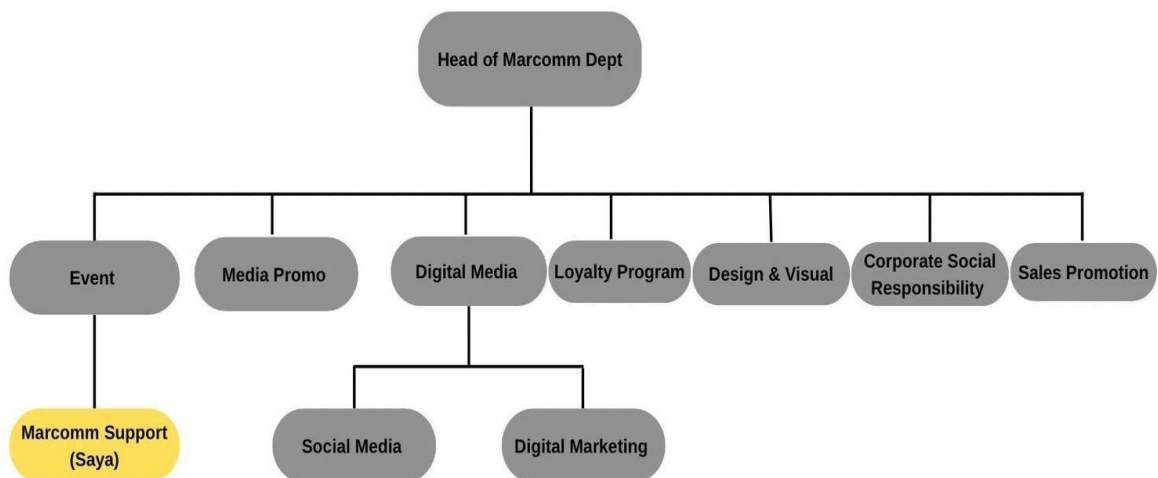 Head of Marcomm Dept
Event
Media Promo
Digital Media
Loyalty Program
Design & Visual
Corporate Social
Responsibility
Sales Promotion
Marcomm Support
(Saya)
Social Media
Digital Marketing